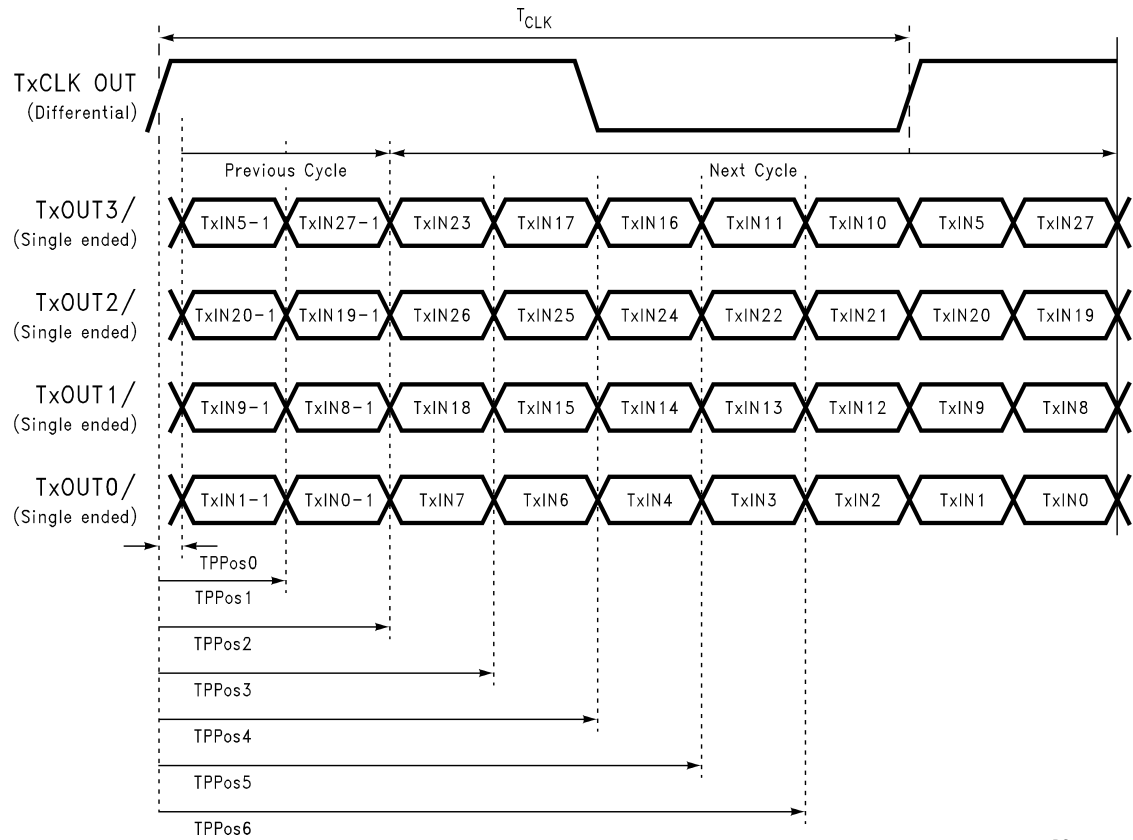 TCLK
TxCLK OUT
(Differential)
Previous Cycle
Next Cycle
TxOUT3/
(Single ended)
TxIN5-1 TxIN27-1 TxIN23 TxIN17 TxIN16 TxIN11 TxIN10 TxIN5 TxIN27
TxOUT2/
(Single ended)
TxIN20-1 TxIN19-1 TxIN26 TxIN25 TxIN24 TxIN22 TxIN21 TxIN20 TxIN19
TxOUT1/
(Single ended)
TxIN9-1 TxIN8-1 TxIN18 TxIN15 TxIN14 TxIN13 TxIN12 TxIN9 TxIN8
TxOUT0/
(Single ended)
TxIN1-1 TxIN0-1 TxIN7 TxIN6 TxIN4 TxIN3 TxIN2 TxIN1 TxIN0
TPPos0
TPPos1
TPPos2
TPPos3
TPPos4
TPPos5
TPPos6